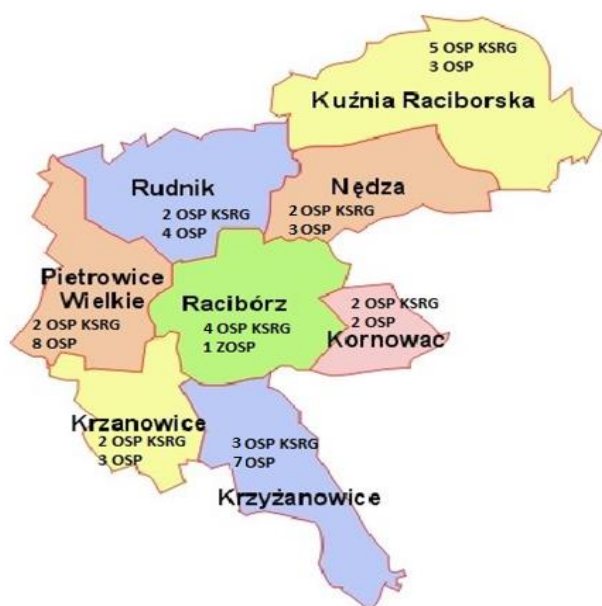 5 OSP KSRG
3 OSP
Kuźnia Raciborska
Rudnik
2 OSP KSRG
4 OSP
Nędza
2 OSP KSRG
3 OSP
Pietrowice
Wielkie
2 OSP KSRG
8 OSP
Racibórz
4 OSP KSRG
1 ZOSP
2 OSP KSRG
2 OSP
Kornowac
Krzanowice
2 OSP KSRG
3 OSP
3 OSP KSRG
7 OSP
Krzyżanowice